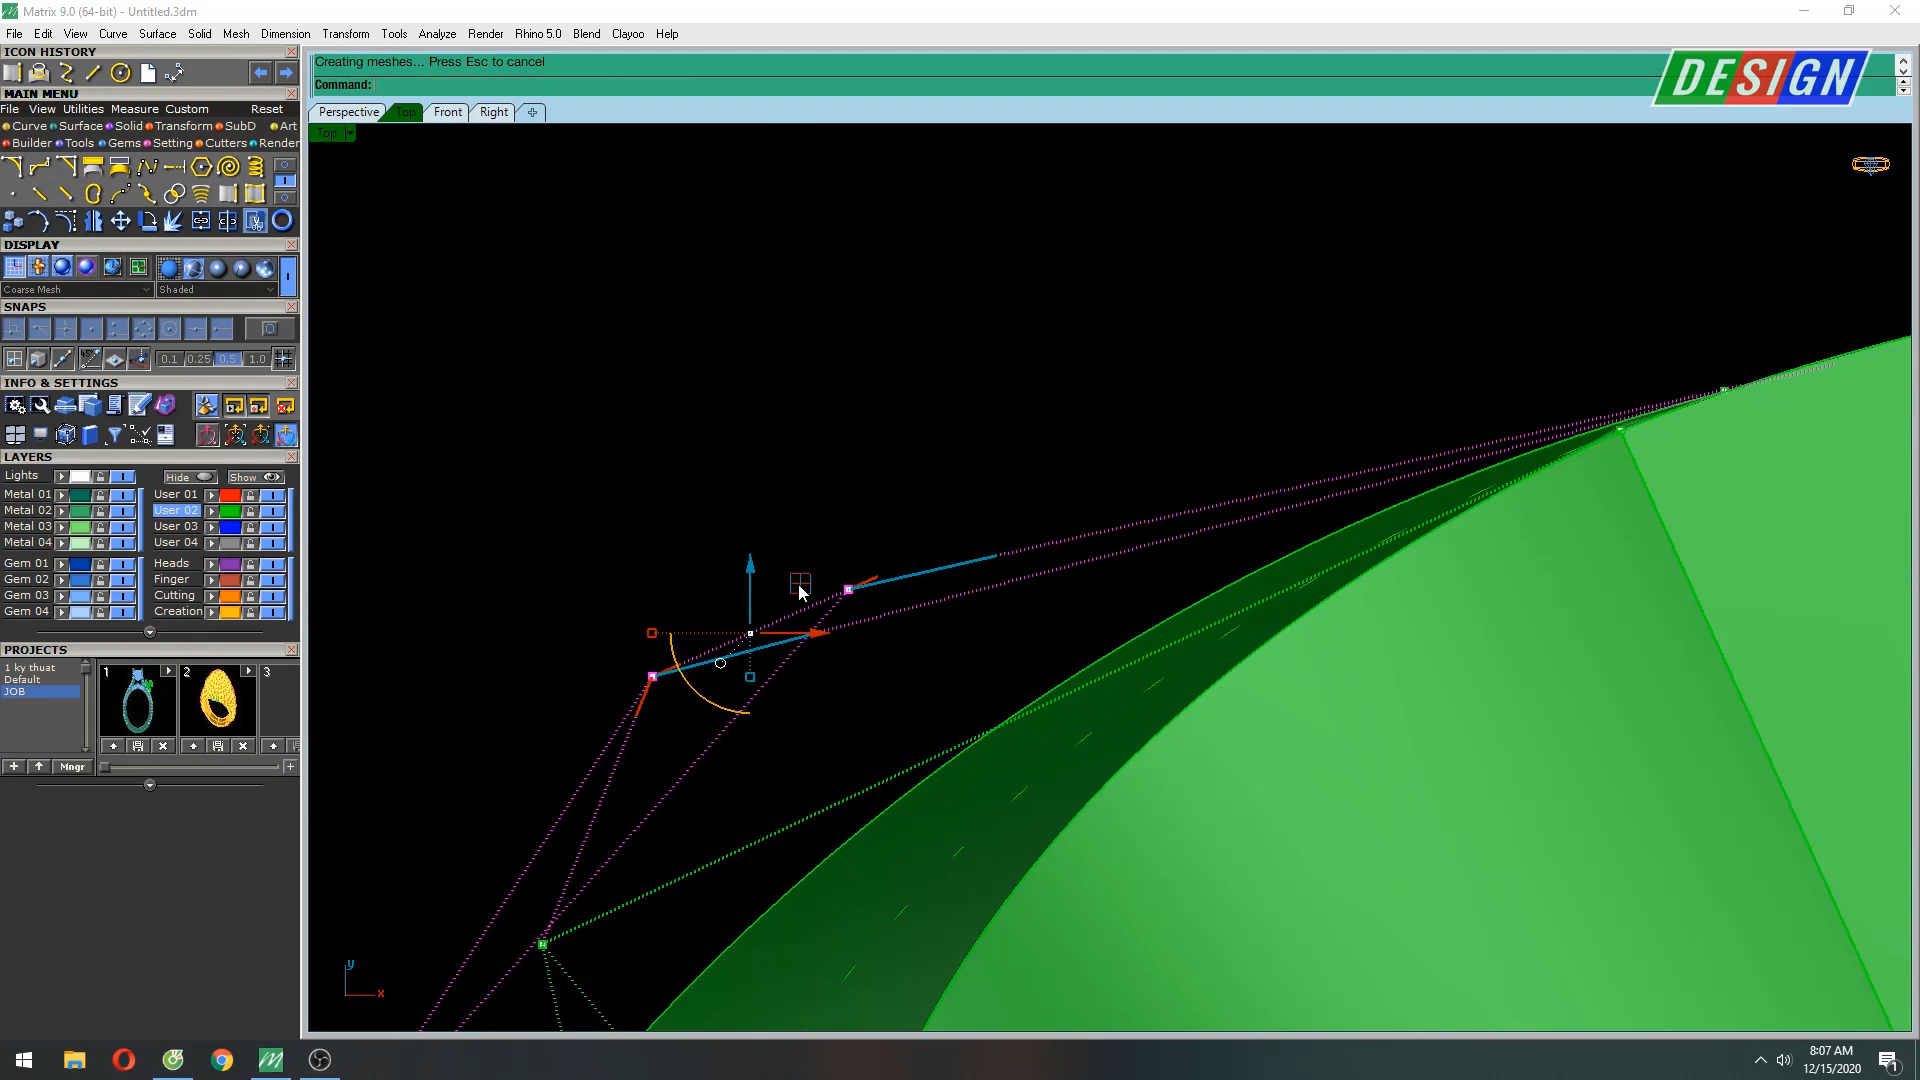 Matrix 9.0 (64-bit) - Untitled.3dm
File Edit View Curve Surface Solid Mesh Dimension Transform Tools Analyze Render Rhino 5.0 Blend Clayoo Help
ICON HISTORY
MAIN MENU
File View Utilities Measure Custom Reset
Curve Surface Solid Transform SubD Art
Builder Tools Gems Setting Cutters Render
DISPLAY
Coarse Mesh Shaded
SNAPS
0.1 0.25 0.5 1.0
INFO & SETTINGS
LAYERS
Lights Hide Show
Metal 01 User 01
Metal 02 User 02
Metal 03 User 03
Metal 04 User 04
Gem 01 Heads
Gem 02 Finger
Gem 03 Cutting
Gem 04 Creation
PROJECTS
1 ky thuat
Default
JOB
1 2 3
Mngr
Creating meshes... Press Esc to cancel
Command:
DESIGN
Perspective Top Front Right
Top
y
x
8:07 AM
12/15/2020
1